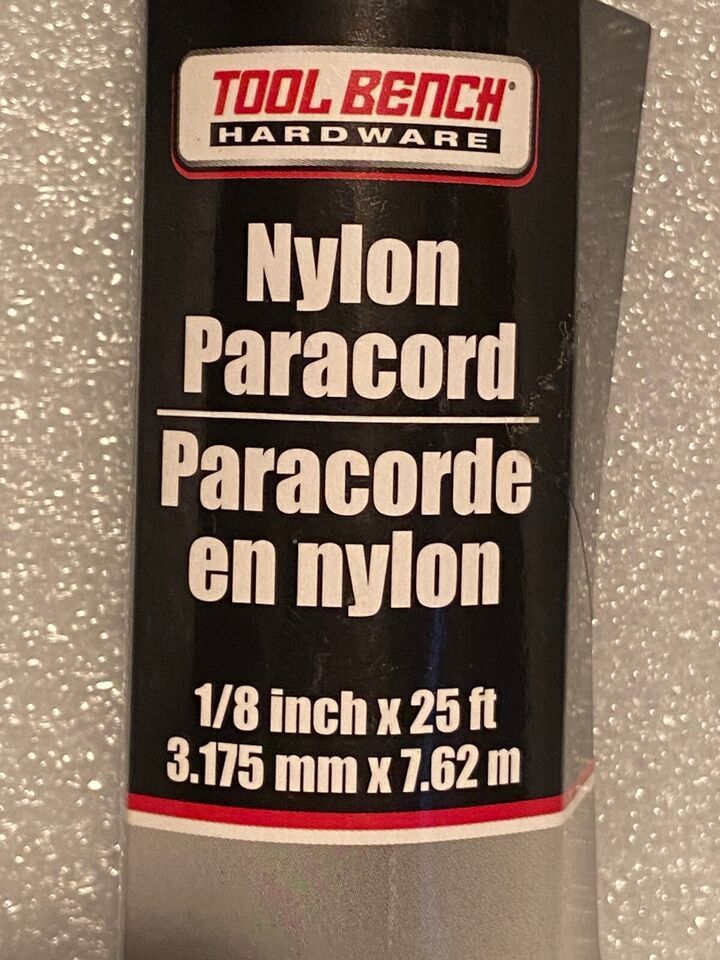 TOOL BENCH®
HARDWARE
Nylon
Paracord
Paracorde
en nylon
1/8 inch x 25 ft
3.175 mm x 7.62 m